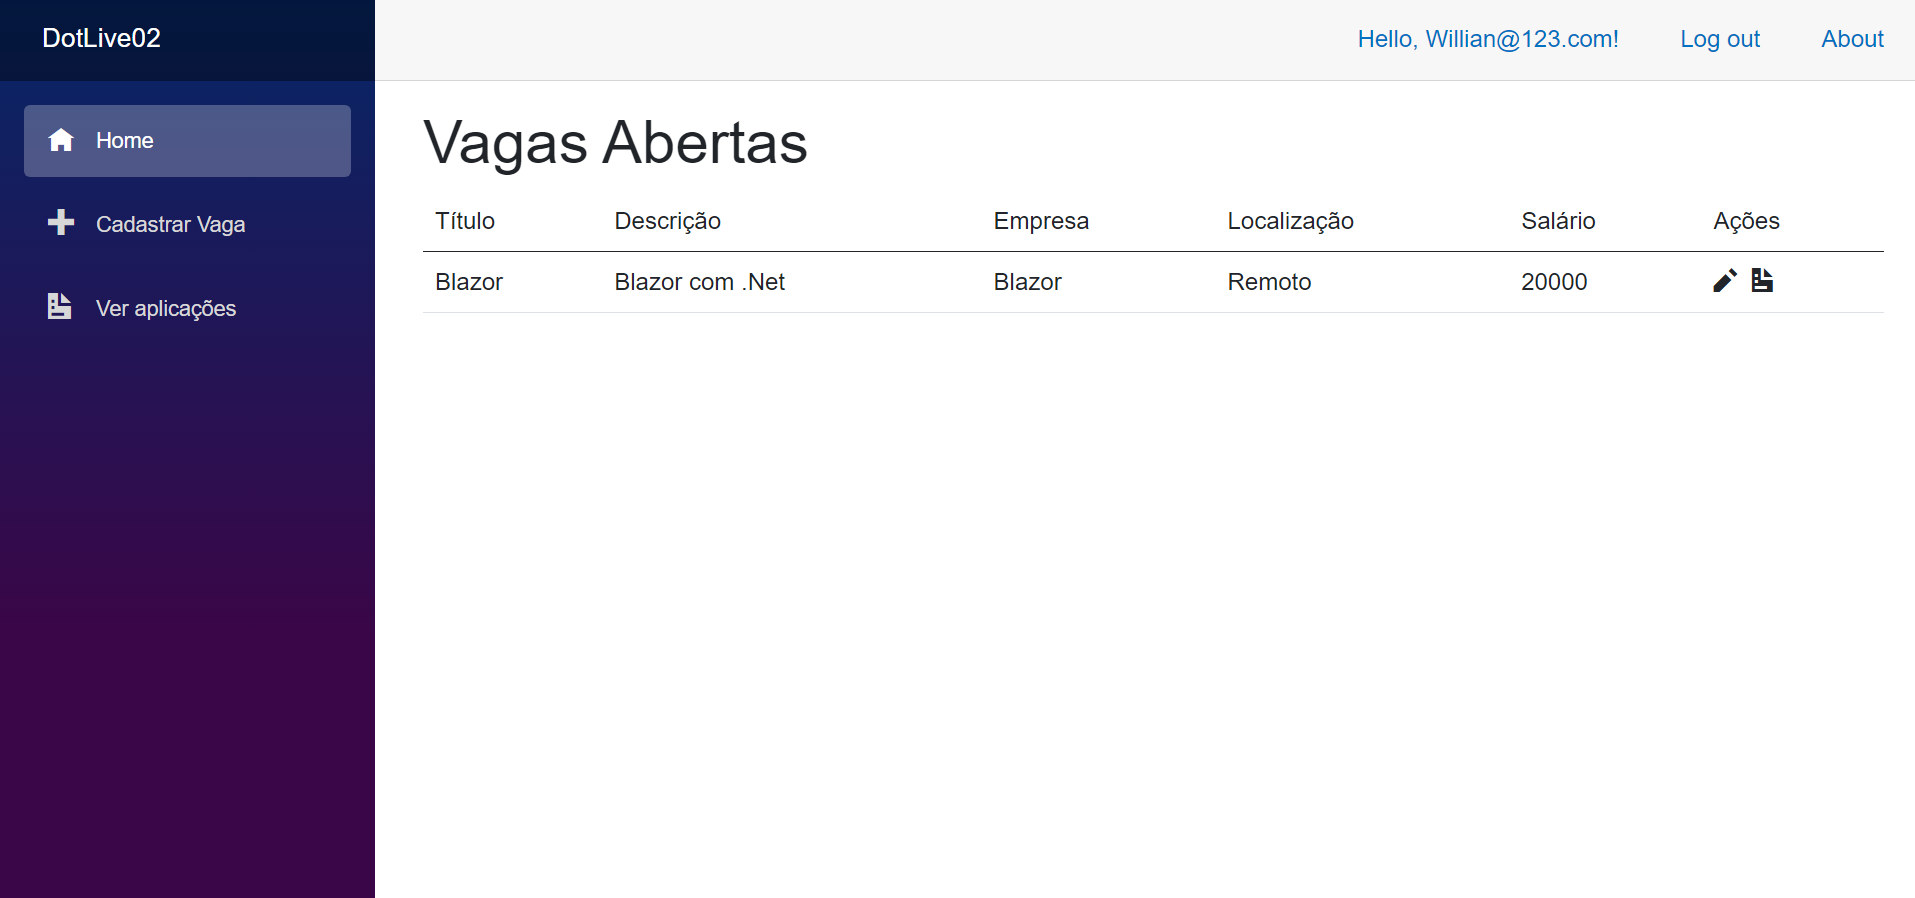 DotLive02
Hello, Willian@123.com! Log out About
Home
Cadastrar Vaga
Ver aplicações
Vagas Abertas
Título Descrição Empresa Localização Salário Ações
Blazor Blazor com .Net Blazor Remoto 20000